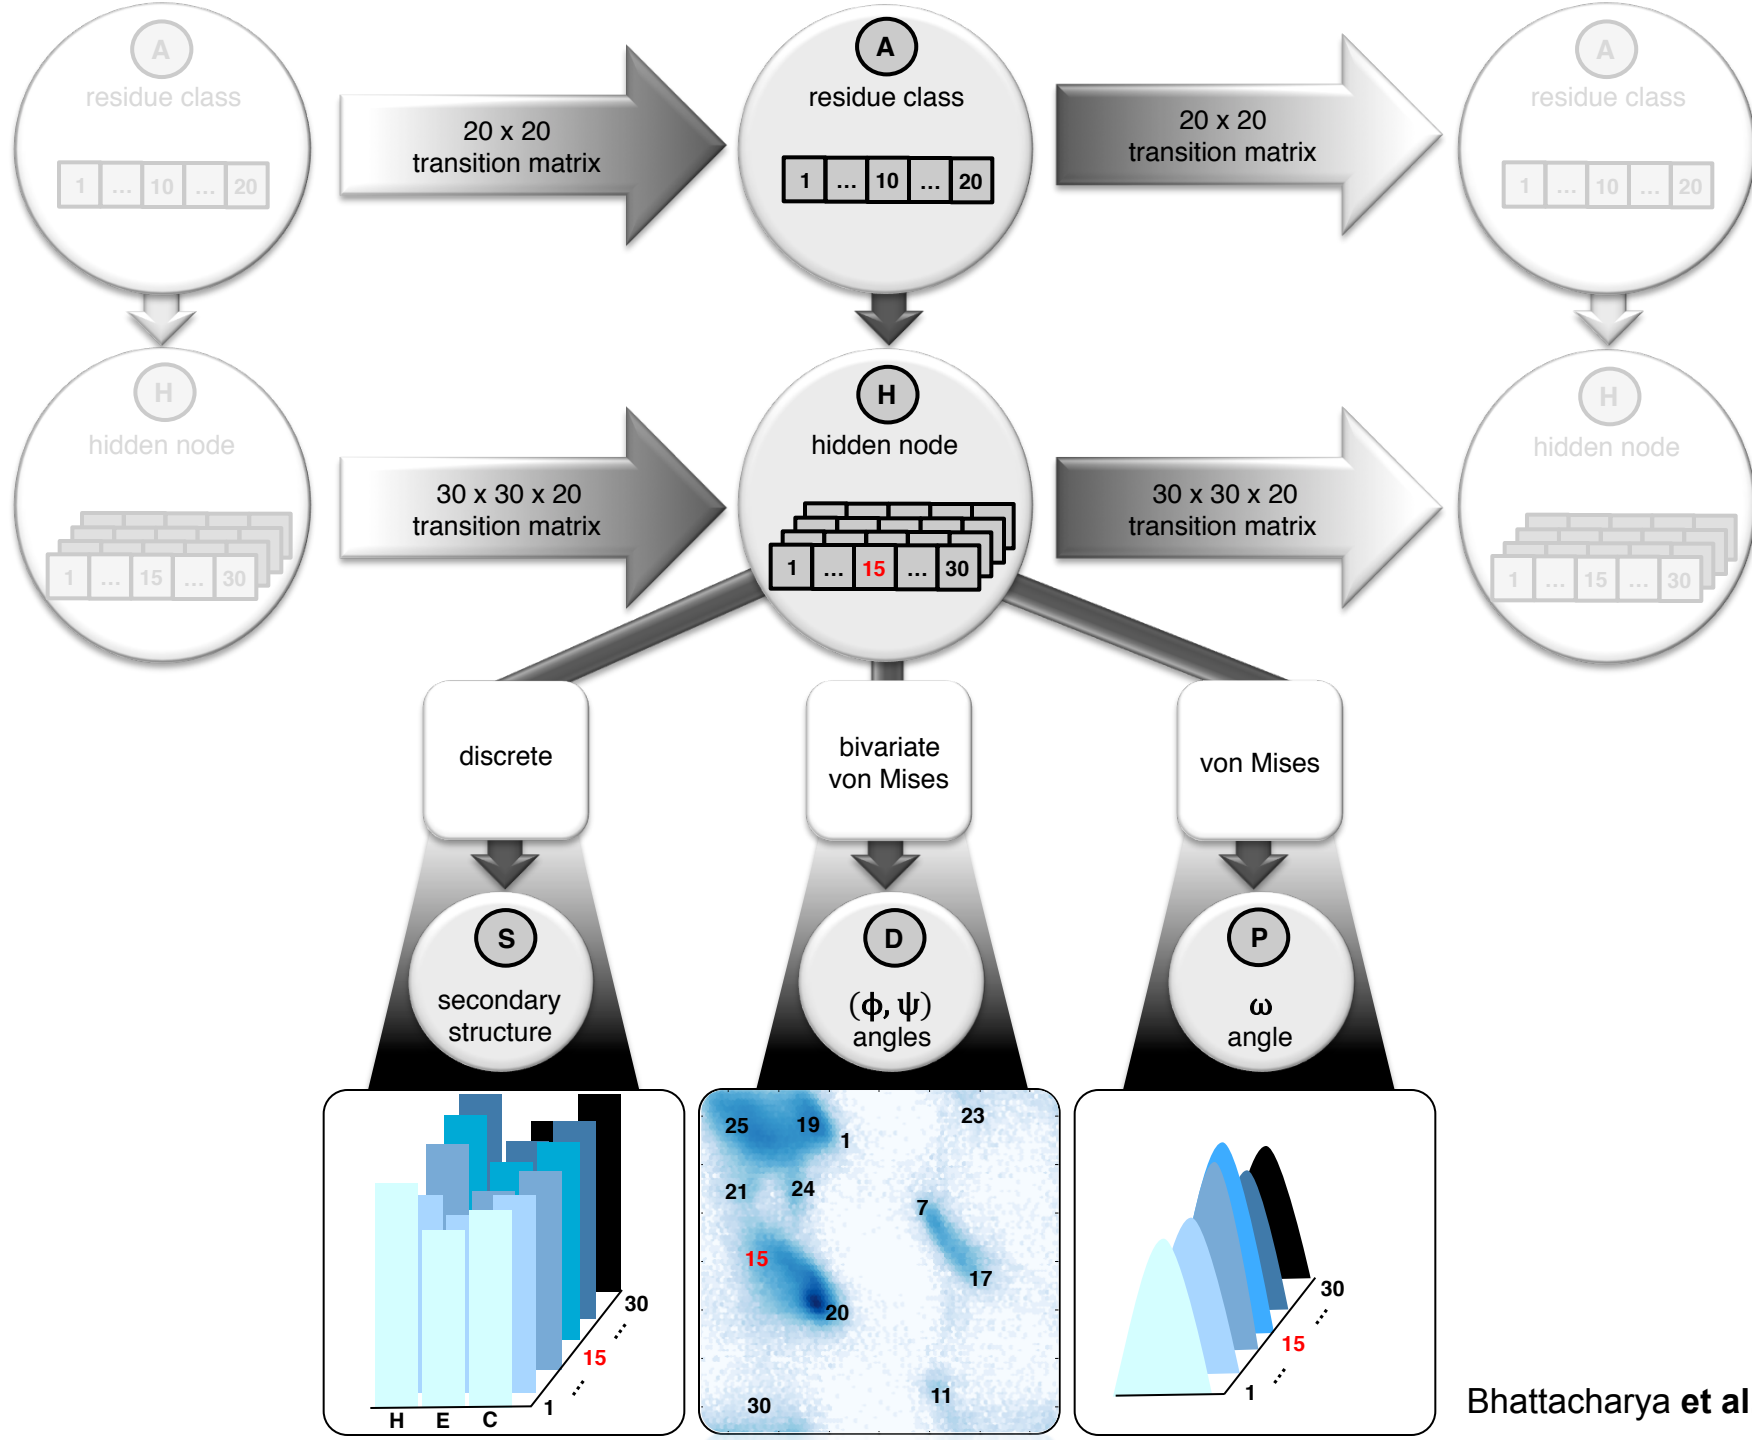 A
residue class
1 ... 10 ... 20
20 x 20
transition matrix
A
residue class
1 ... 10 ... 20
20 x 20
transition matrix
A
residue class
1 ... 10 ... 20
H
hidden node
1 ... 15 ... 30
30 x 30 x 20
transition matrix
H
hidden node
1 ... 15 ... 30
30 x 30 x 20
transition matrix
H
hidden node
1 ... 15 ... 30
discrete
bivariate
von Mises
von Mises
S
secondary
structure
D
(ϕ, ψ)
angles
P
ω
angle
H E C
1
...
15
...
30
25
19
1
23
21
24
7
15
17
20
30
11
1
...
15
...
30
Bhattacharya et al